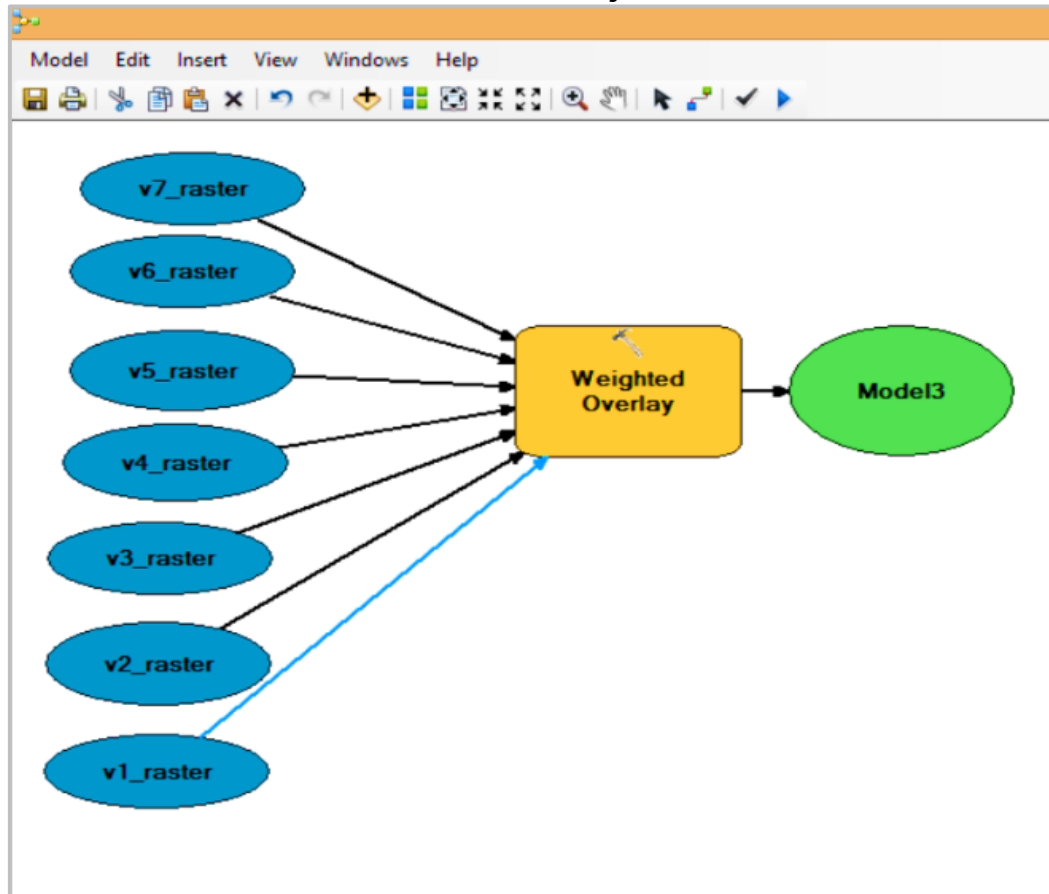 Model Edit Insert View Windows Help
v7_raster
v6_raster
v5_raster
v4_raster
v3_raster
v2_raster
v1_raster
Weighted
Overlay
Model3